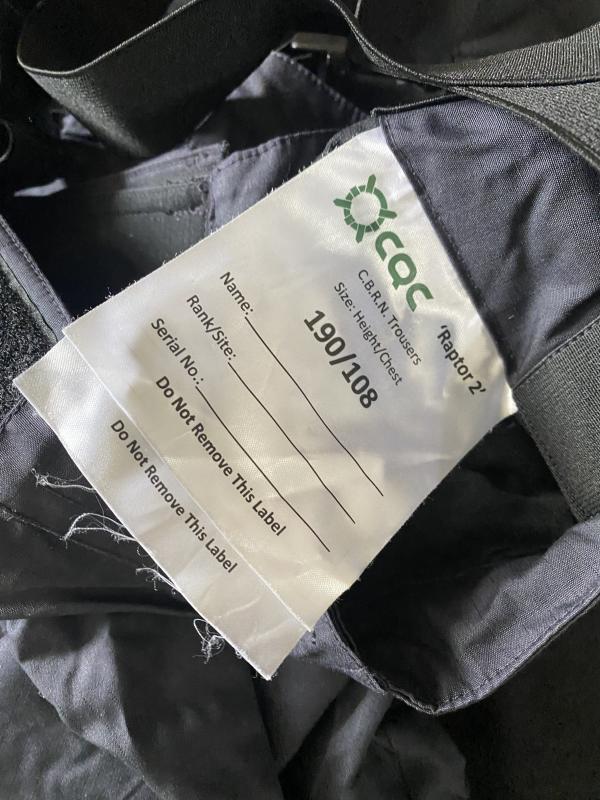 CQC
'Raptor 2'
C.B.R.N. Trousers
Size: Height/Chest
190/108
Name:
Rank/Site:
Serial No.:
Do Not Remove This Label
Do Not Remove This Label